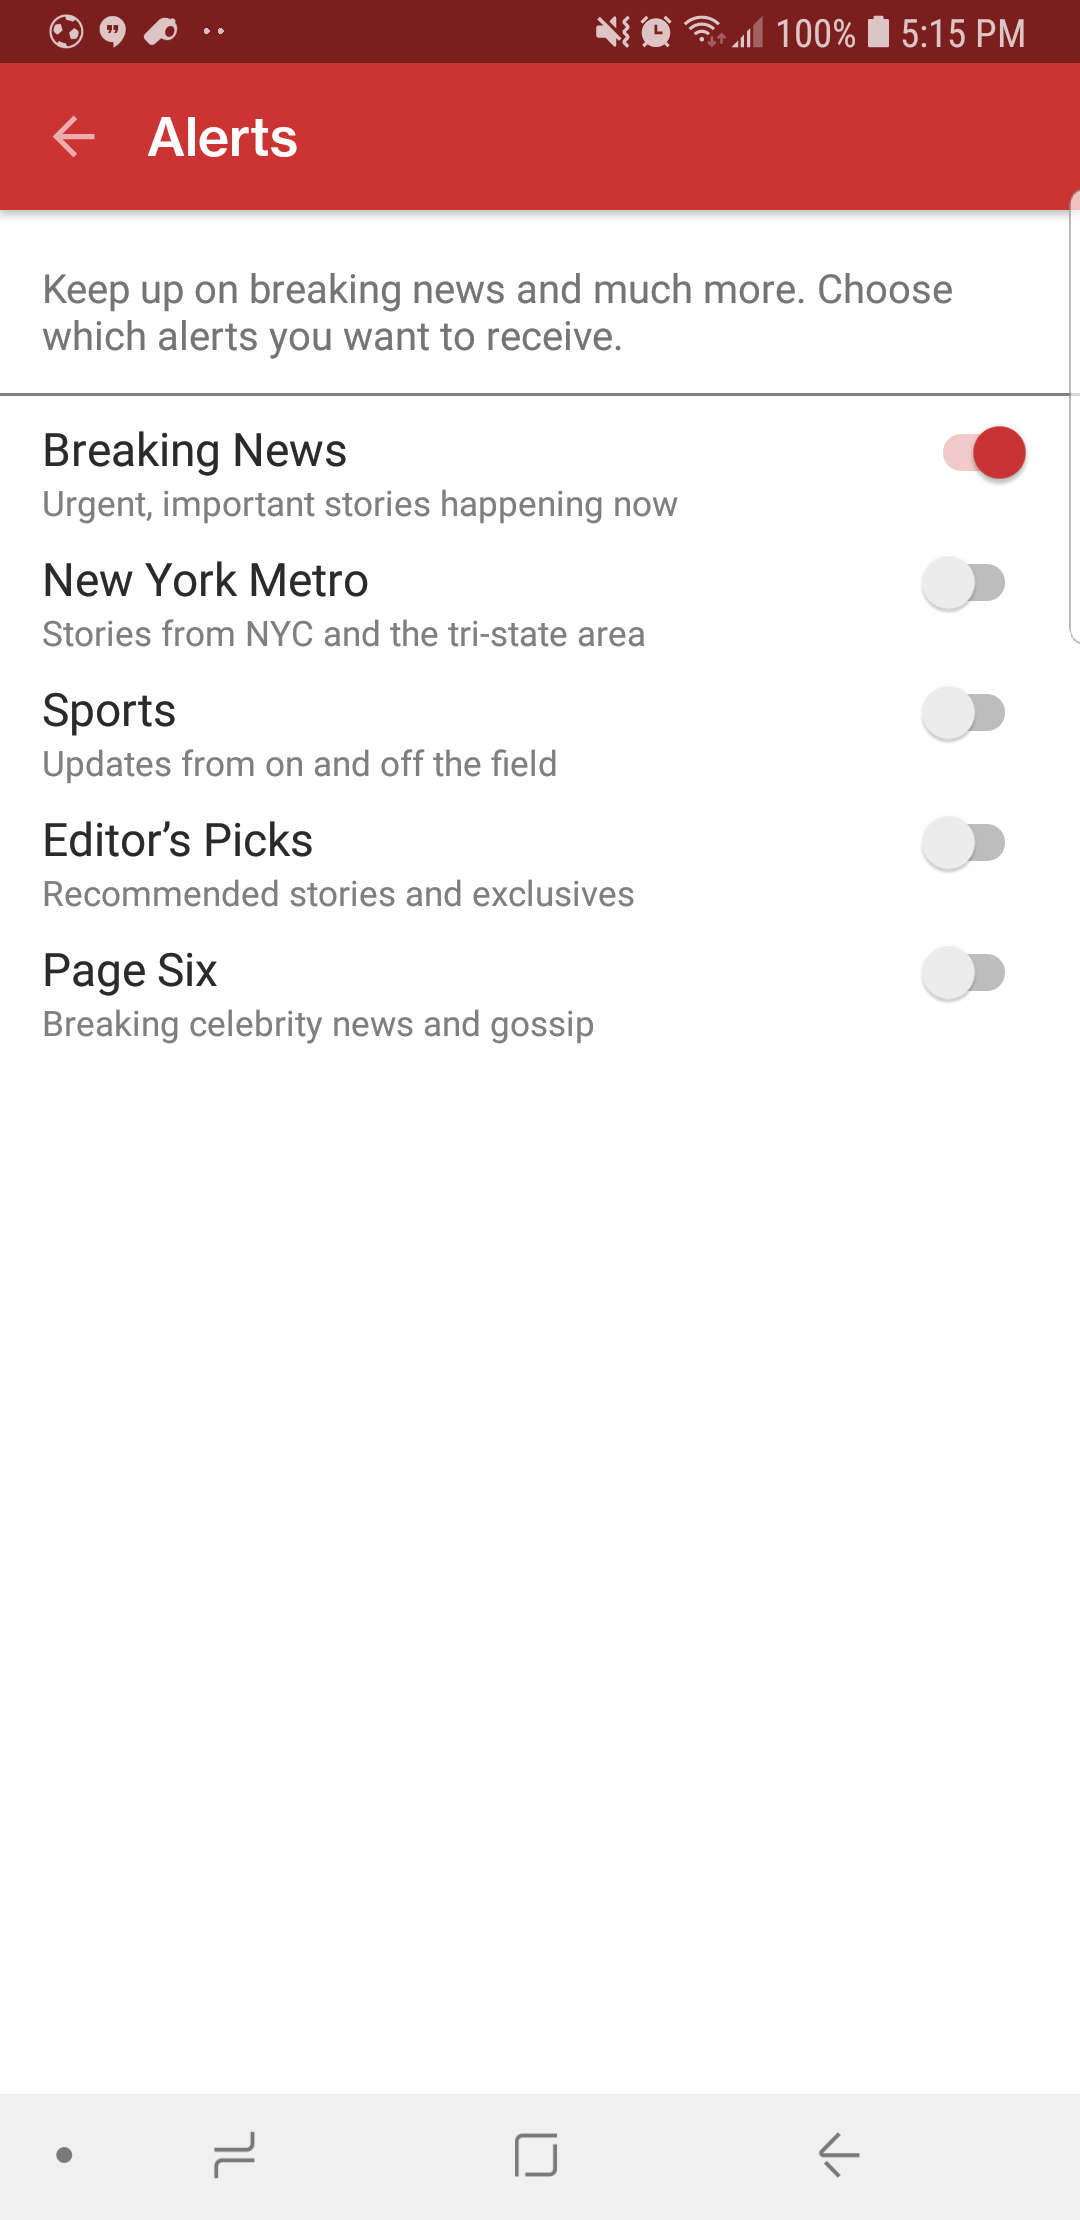 100% 5:15 PM
Alerts
Keep up on breaking news and much more. Choose
which alerts you want to receive.
Breaking News
Urgent, important stories happening now
New York Metro
Stories from NYC and the tri-state area
Sports
Updates from on and off the field
Editor’s Picks
Recommended stories and exclusives
Page Six
Breaking celebrity news and gossip